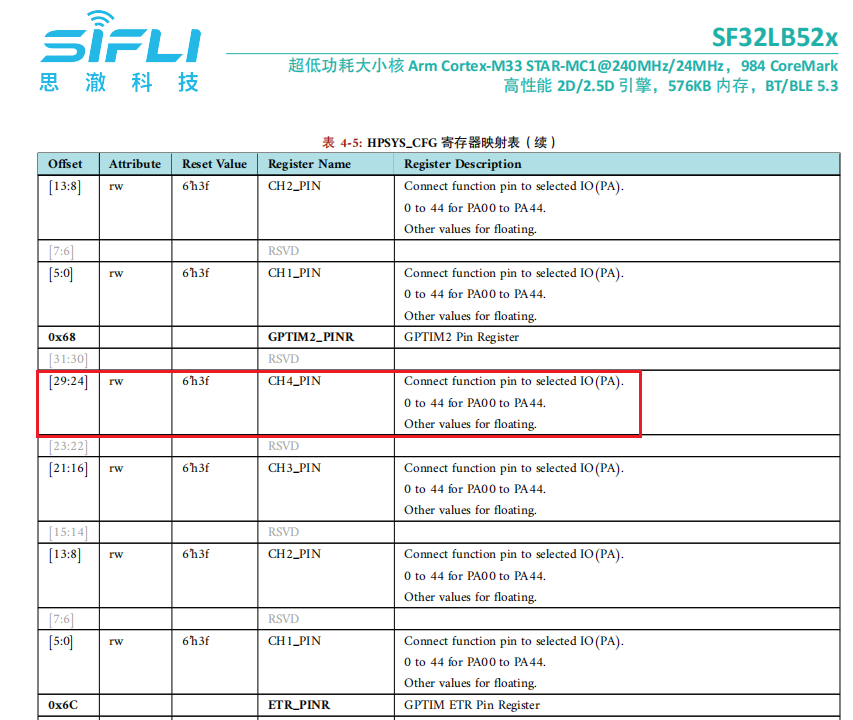 SIFLI
思澈科技
SF32LB52x
超低功耗大小核 Arm Cortex-M33 STAR-MC1@240MHz/24MHz，984 CoreMark
高性能 2D/2.5D 引擎，576KB 内存，BT/BLE 5.3
表 4-5: HPSYS_CFG 寄存器映射表（续）
Offset Attribute Reset Value Register Name Register Description
[13:8] rw 6'h3f CH2_PIN Connect function pin to selected IO(PA).
0 to 44 for PA00 to PA44.
Other values for floating.
[7:6] RSVD
[5:0] rw 6'h3f CH1_PIN Connect function pin to selected IO(PA).
0 to 44 for PA00 to PA44.
Other values for floating.
0x68 GPTIM2_PINR GPTIM2 Pin Register
[31:30] RSVD
[29:24] rw 6'h3f CH4_PIN Connect function pin to selected IO(PA).
0 to 44 for PA00 to PA44.
Other values for floating.
[23:22] RSVD
[21:16] rw 6'h3f CH3_PIN Connect function pin to selected IO(PA).
0 to 44 for PA00 to PA44.
Other values for floating.
[15:14] RSVD
[13:8] rw 6'h3f CH2_PIN Connect function pin to selected IO(PA).
0 to 44 for PA00 to PA44.
Other values for floating.
[7:6] RSVD
[5:0] rw 6'h3f CH1_PIN Connect function pin to selected IO(PA).
0 to 44 for PA00 to PA44.
Other values for floating.
0x6C ETR_PINR GPTIM ETR Pin Register